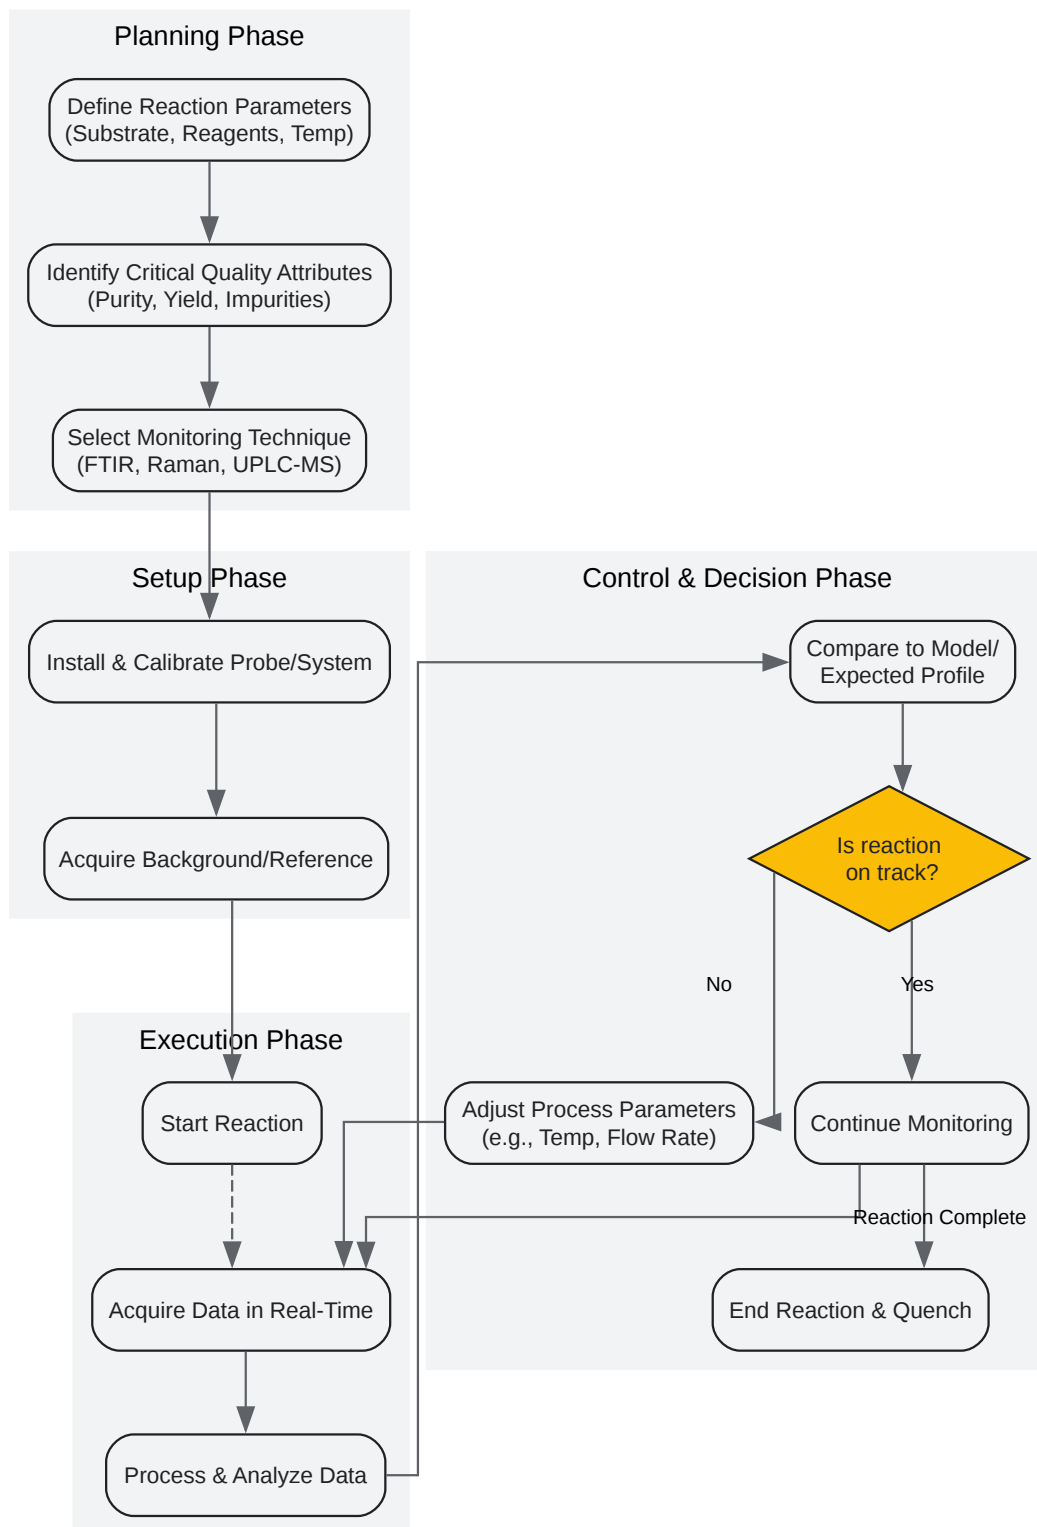 Planning Phase
Define Reaction Parameters
(Substrate, Reagents, Temp)
Identify Critical Quality Attributes
(Purity, Yield, Impurities)
Select Monitoring Technique
(FTIR, Raman, UPLC-MS)
Setup Phase
Install & Calibrate Probe/System
Acquire Background/Reference
Execution Phase
Start Reaction
Acquire Data in Real-Time
Process & Analyze Data
Control & Decision Phase
Compare to Model/
Expected Profile
Is reaction
on track?
No
Yes
Adjust Process Parameters
(e.g., Temp, Flow Rate)
Continue Monitoring
Reaction Complete
End Reaction & Quench